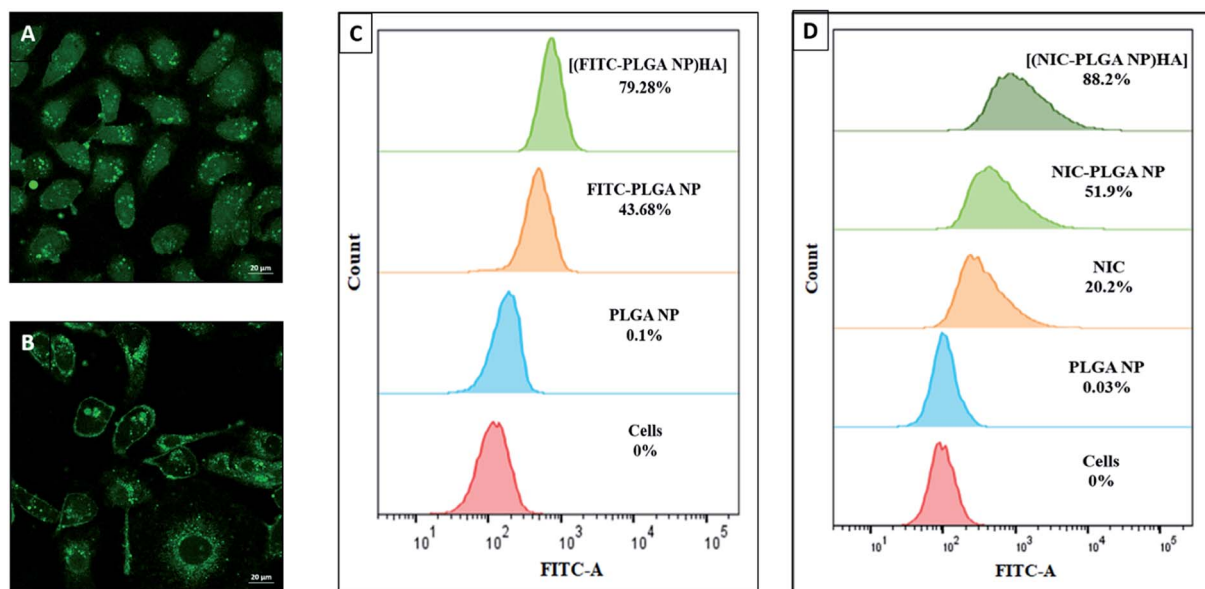 A
20 µm
B
20 µm
C
[(FITC-PLGA NP)HA]
79.28%
FITC-PLGA NP
43.68%
PLGA NP
0.1%
Cells
0%
Count
10¹ 10² 10³ 10⁴ 10⁵
FITC-A
D
[(NIC-PLGA NP)HA]
88.2%
NIC-PLGA NP
51.9%
NIC
20.2%
PLGA NP
0.03%
Cells
0%
Count
10¹ 10² 10³ 10⁴ 10⁵
FITC-A